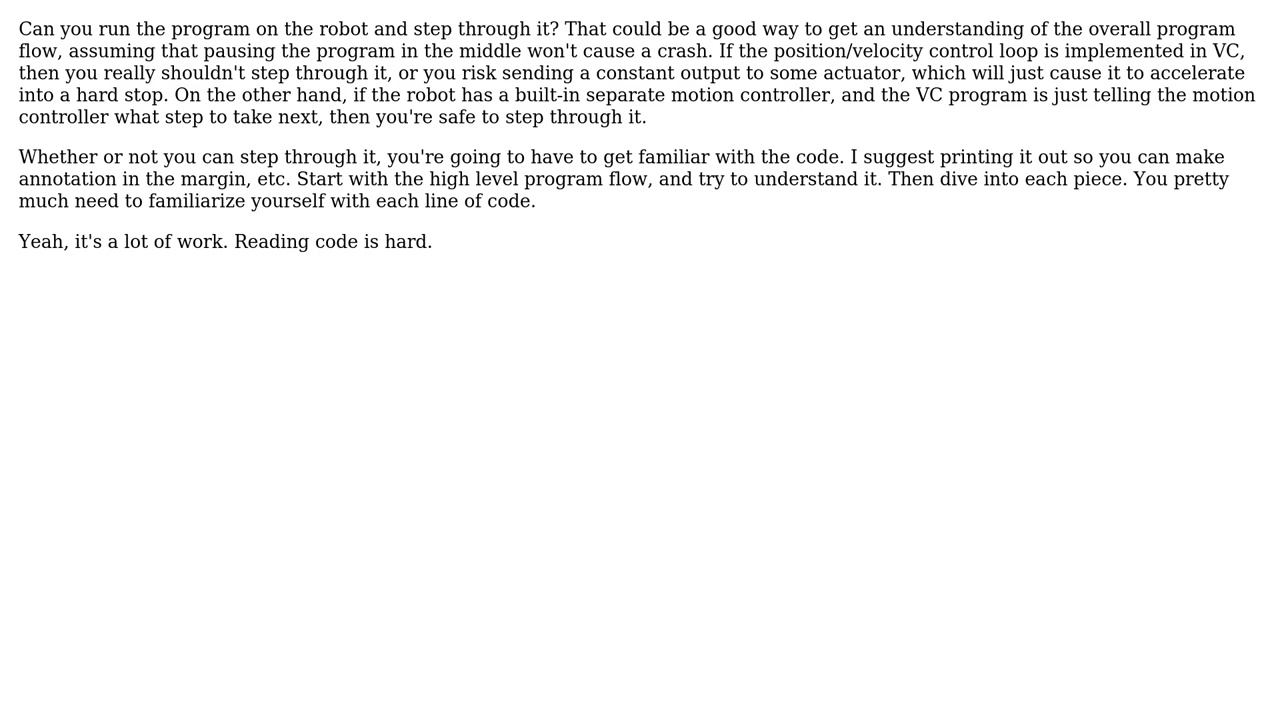 Can you run the program on the robot and step through it? That could be a good way to get an understanding of the overall program
flow, assuming that pausing the program in the middle won't cause a crash. If the position/velocity control loop is implemented in VC,
then you really shouldn't step through it, or you risk sending a constant output to some actuator, which will just cause it to accelerate
into a hard stop. On the other hand, if the robot has a built-in separate motion controller, and the VC program is just telling the motion
controller what step to take next, then you're safe to step through it.
Whether or not you can step through it, you're going to have to get familiar with the code. I suggest printing it out so you can make
annotation in the margin, etc. Start with the high level program flow, and try to understand it. Then dive into each piece. You pretty
much need to familiarize yourself with each line of code.
Yeah, it's a lot of work. Reading code is hard.